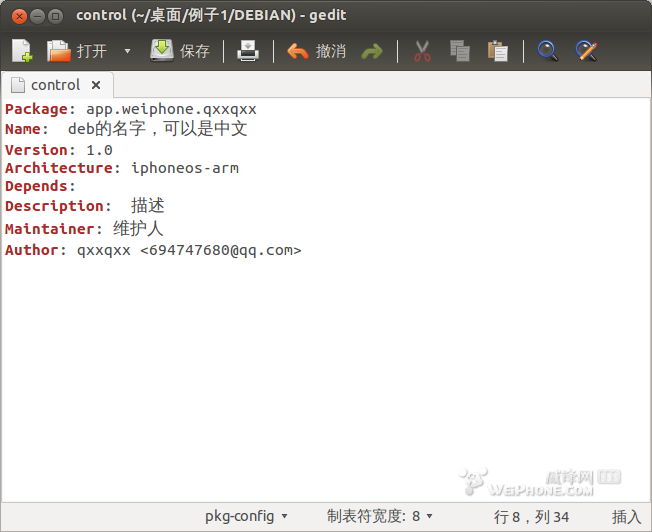 control (~/桌面/例子1/DEBIAN) - gedit
打开 保存 撤消
control
Package: app.weiphone.qxxqxx
Name:  deb的名字，可以是中文
Version: 1.0
Architecture: iphoneos-arm
Depends:
Description:  描述
Maintainer: 维护人
Author: qxxqxx <694747680@qq.com>
威锋网
WEIPHONE.COM
pkg-config 制表符宽度: 8 行 8，列 34 插入